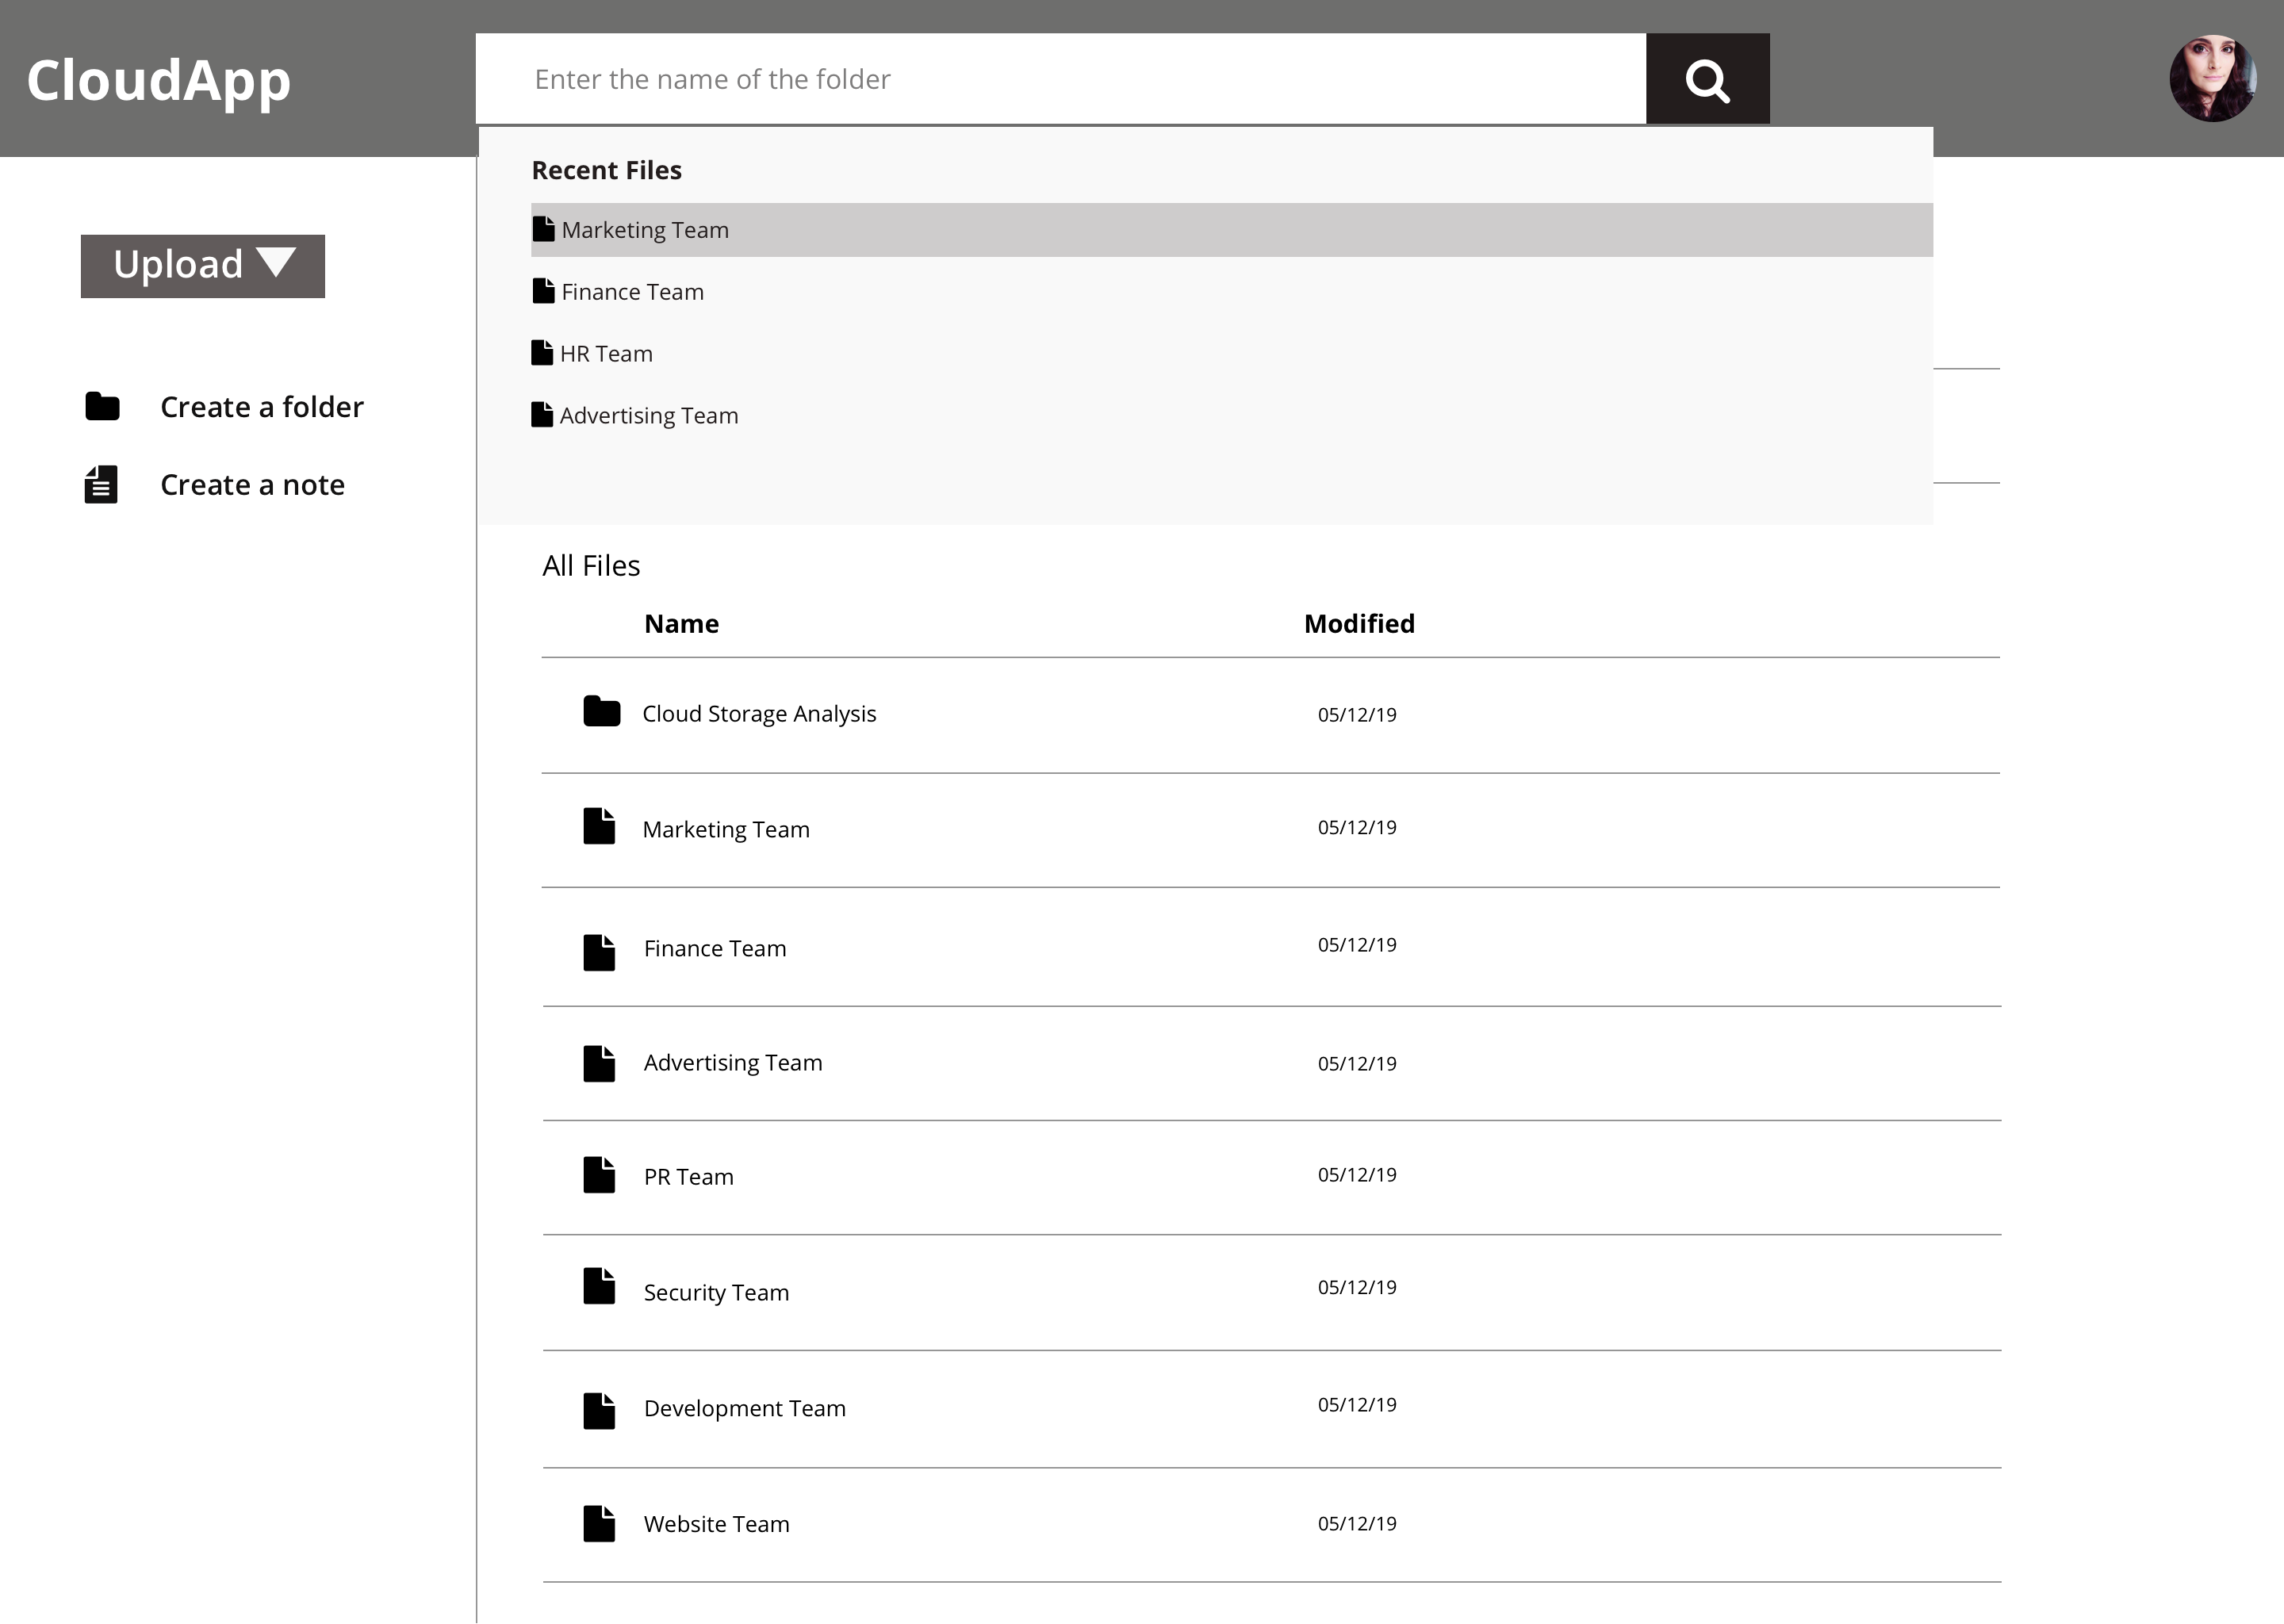 CloudApp
Enter the name of the folder
Recent Files
Marketing Team
Finance Team
HR Team
Advertising Team
Upload
Create a folder
Create a note
All Files
Name Modified
Cloud Storage Analysis 05/12/19
Marketing Team 05/12/19
Finance Team 05/12/19
Advertising Team 05/12/19
PR Team 05/12/19
Security Team 05/12/19
Development Team 05/12/19
Website Team 05/12/19